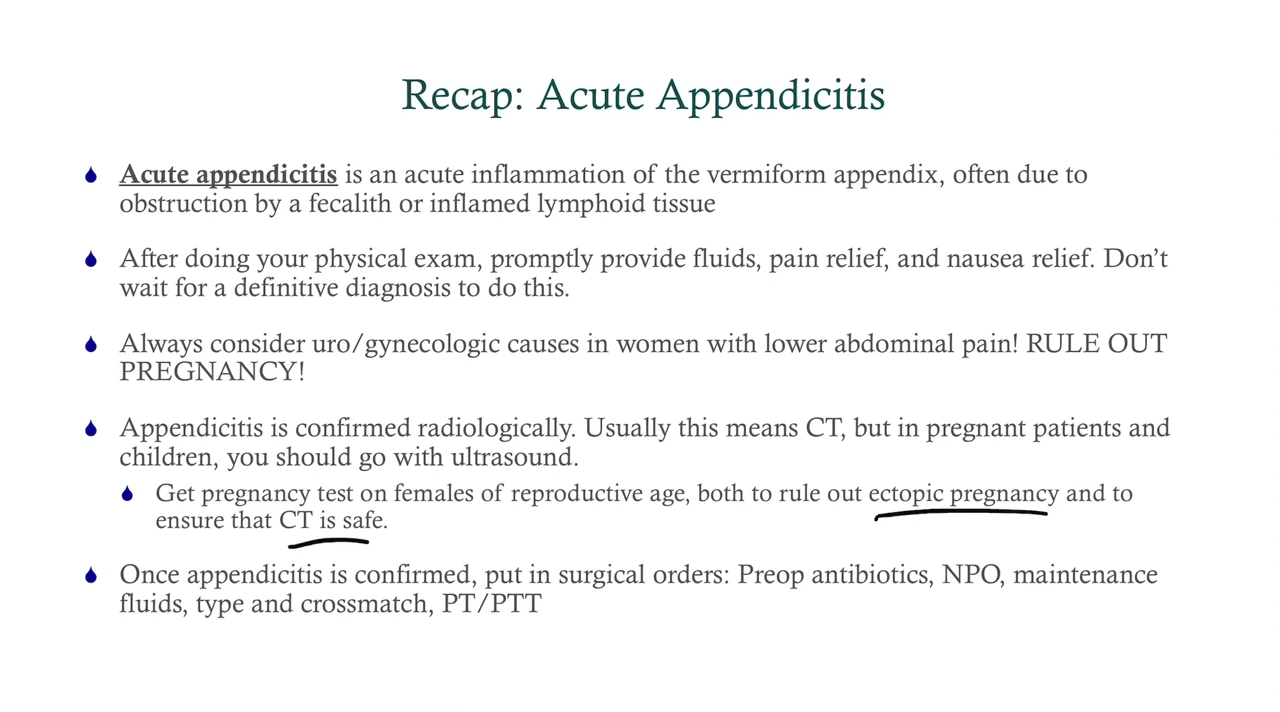 Recap: Acute Appendicitis
Acute appendicitis is an acute inflammation of the vermiform appendix, often due to
obstruction by a fecalith or inflamed lymphoid tissue
After doing your physical exam, promptly provide fluids, pain relief, and nausea relief. Don’t
wait for a definitive diagnosis to do this.
Always consider uro/gynecologic causes in women with lower abdominal pain! RULE OUT
PREGNANCY!
Appendicitis is confirmed radiologically. Usually this means CT, but in pregnant patients and
children, you should go with ultrasound.
Get pregnancy test on females of reproductive age, both to rule out ectopic pregnancy and to
ensure that CT is safe.
Once appendicitis is confirmed, put in surgical orders: Preop antibiotics, NPO, maintenance
fluids, type and crossmatch, PT/PTT